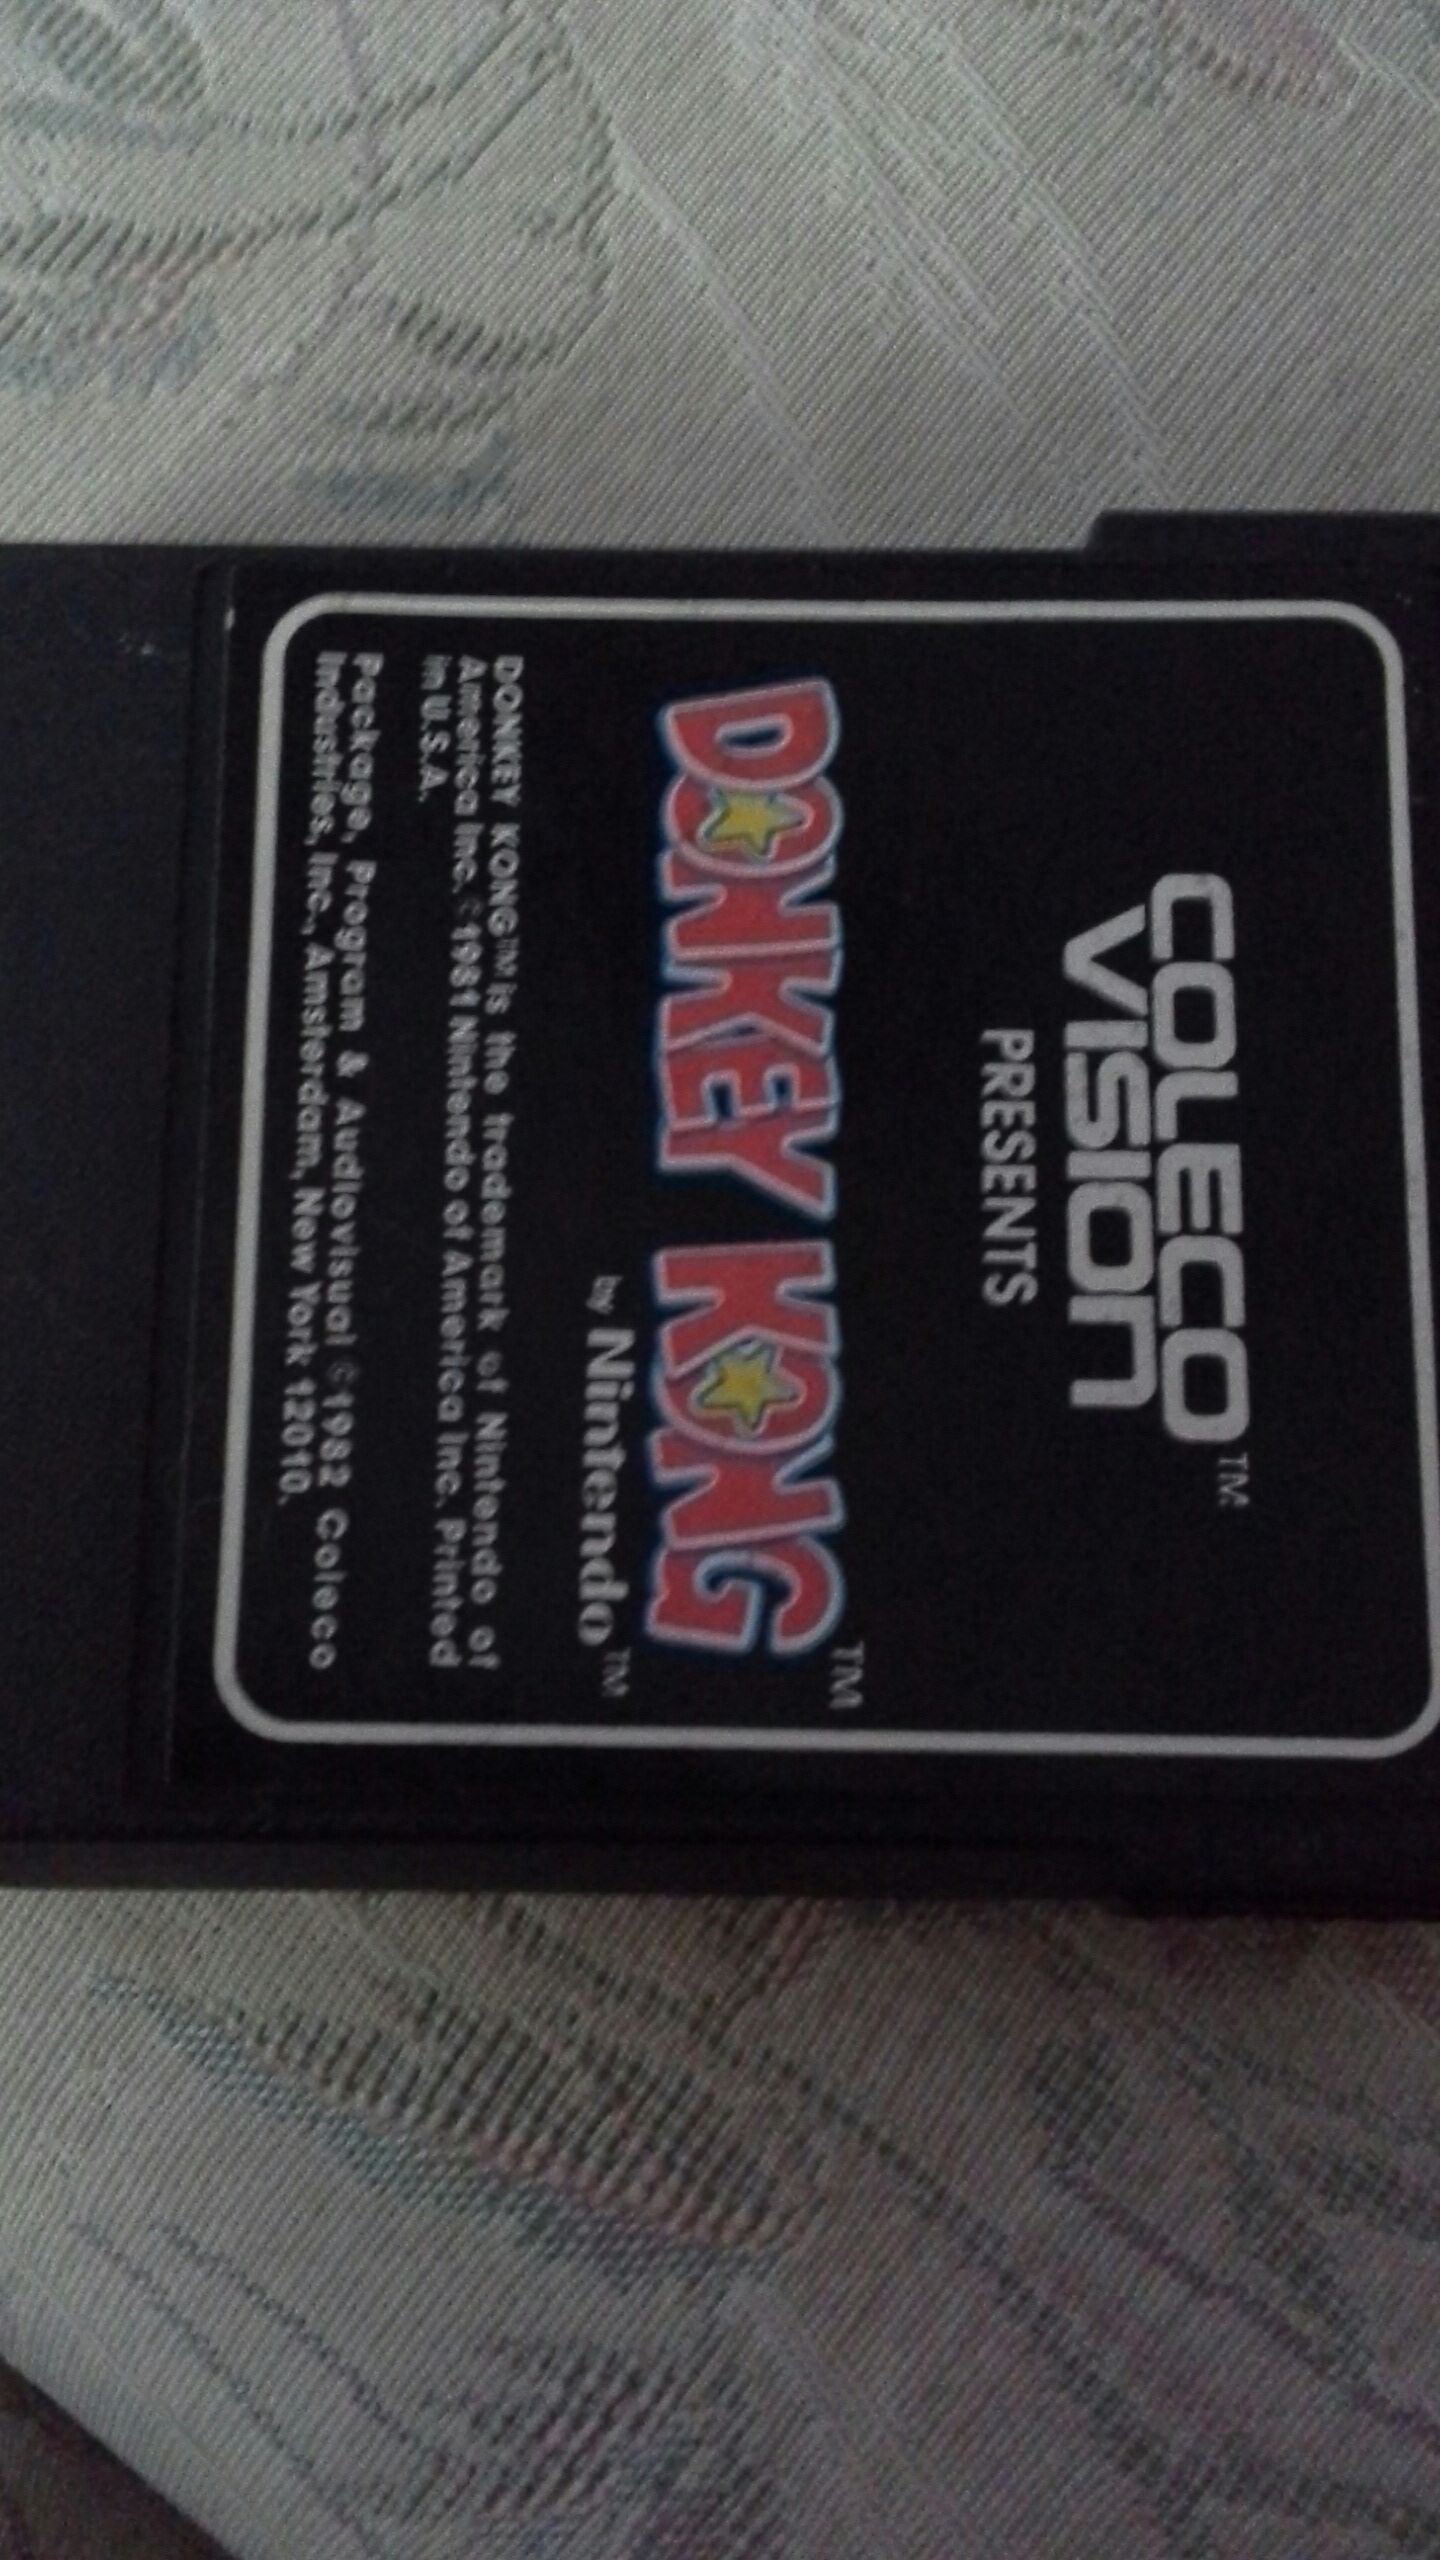 COLECO™
VISION
PRESENTS
DONKEY KONG™
by Nintendo™
DONKEY KONG™ is the trademark of Nintendo of
America Inc. ©1981 Nintendo of America Inc. Printed
in U.S.A.
Package, Program & Audiovisual ©1982 Coleco
Industries, Inc., Amsterdam, New York 12010.